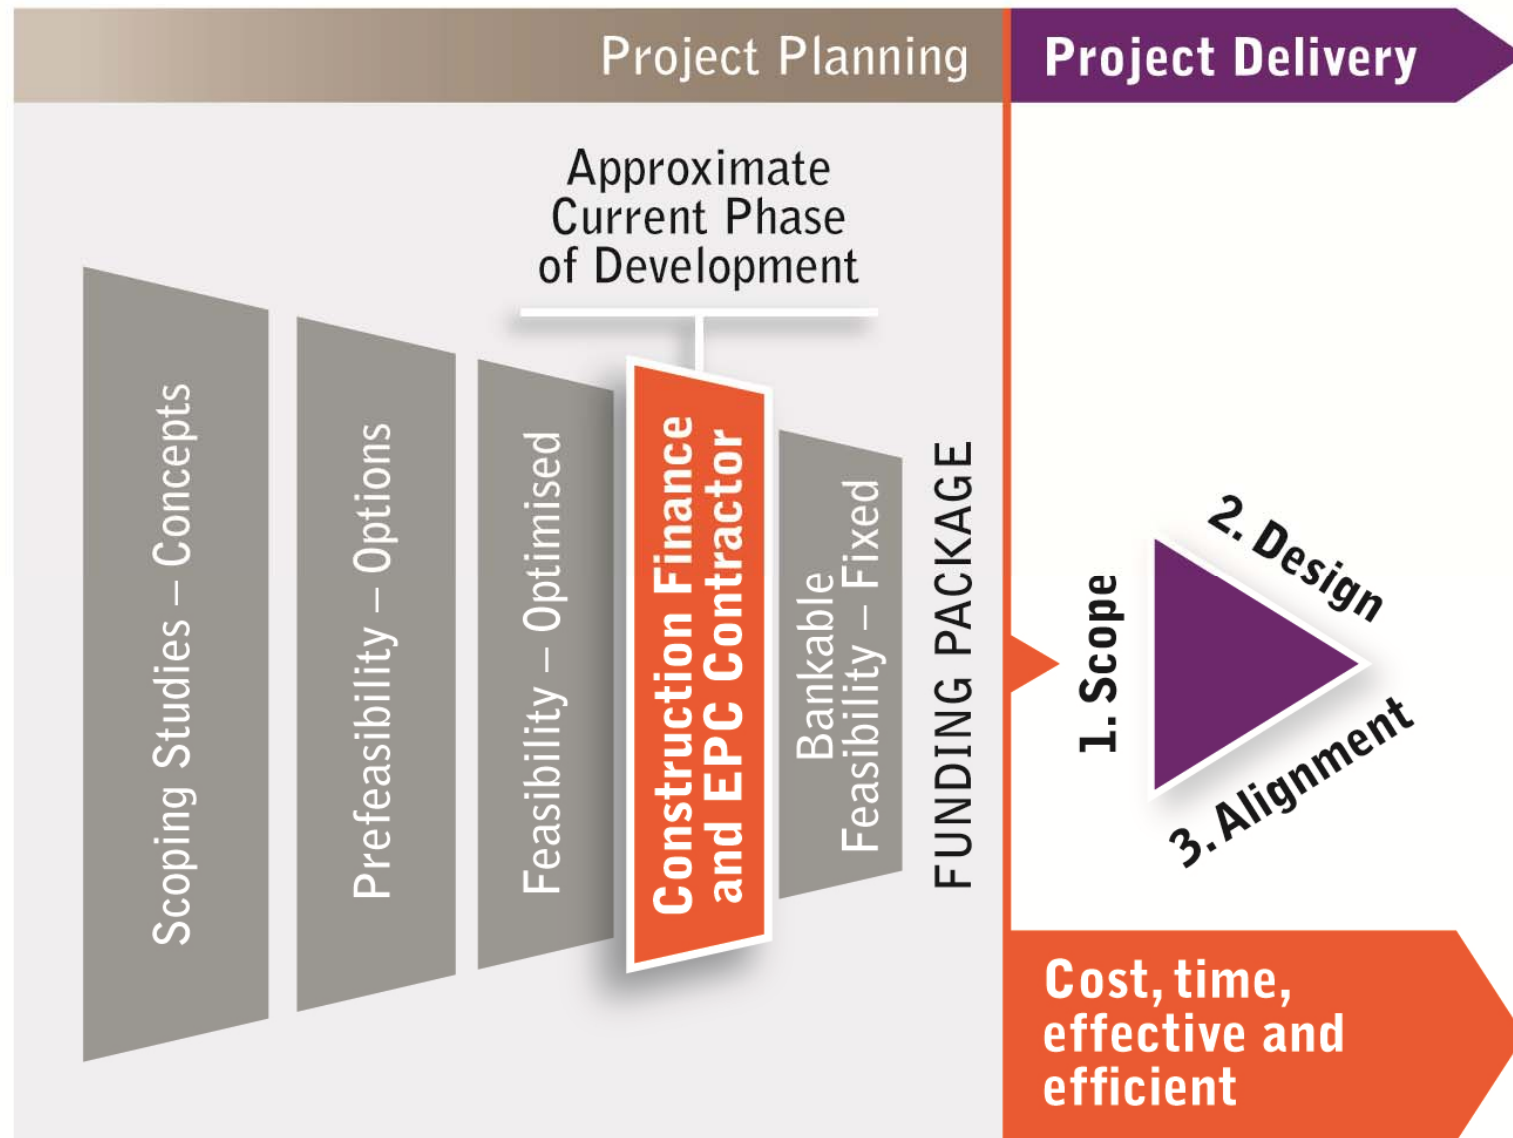 Project Planning
Project Delivery
Approximate
Current Phase
of Development
Scoping Studies – Concepts
Prefeasibility – Options
Feasibility – Optimised
Construction Finance
and EPC Contractor
Bankable
Feasibility – Fixed
FUNDING PACKAGE
1. Scope
2. Design
3. Alignment
Cost, time,
effective and
efficient